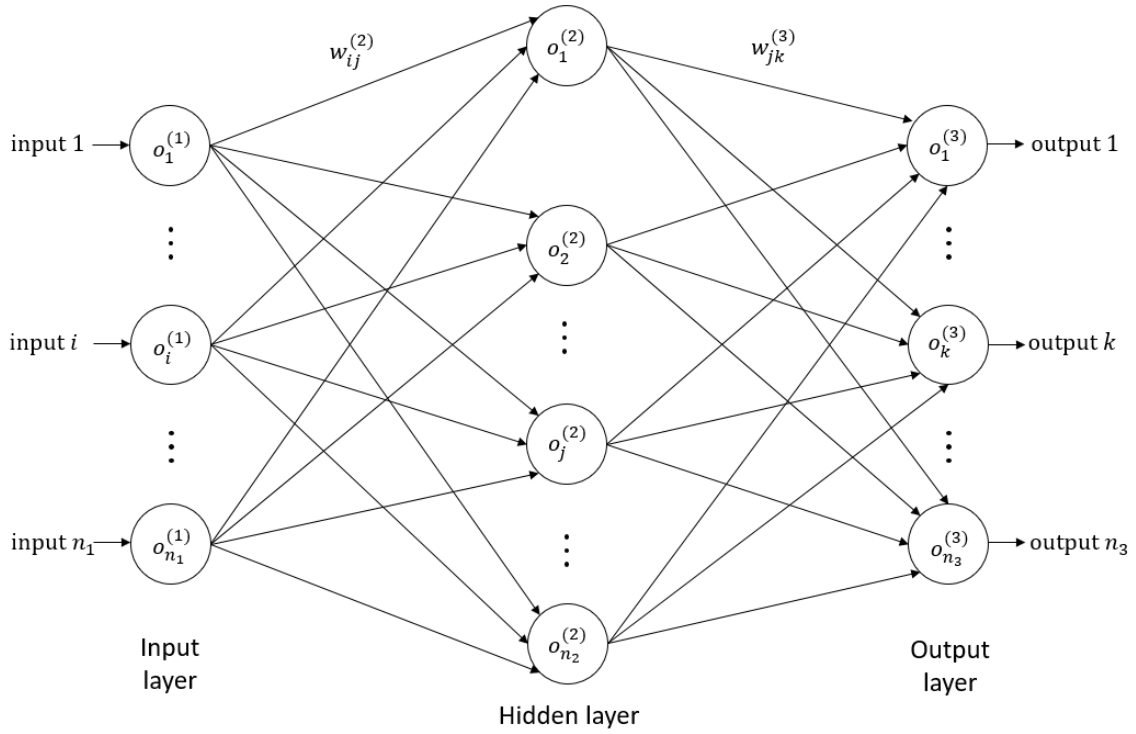 w_{ij}^{(2)}
w_{jk}^{(3)}
o_1^{(2)}
input 1
o_1^{(1)}
o_1^{(3)}
output 1
o_2^{(2)}
input i
o_i^{(1)}
o_k^{(3)}
output k
o_j^{(2)}
input n_1
o_{n_1}^{(1)}
o_{n_3}^{(3)}
output n_3
o_{n_2}^{(2)}
Input
layer
Hidden layer
Output
layer